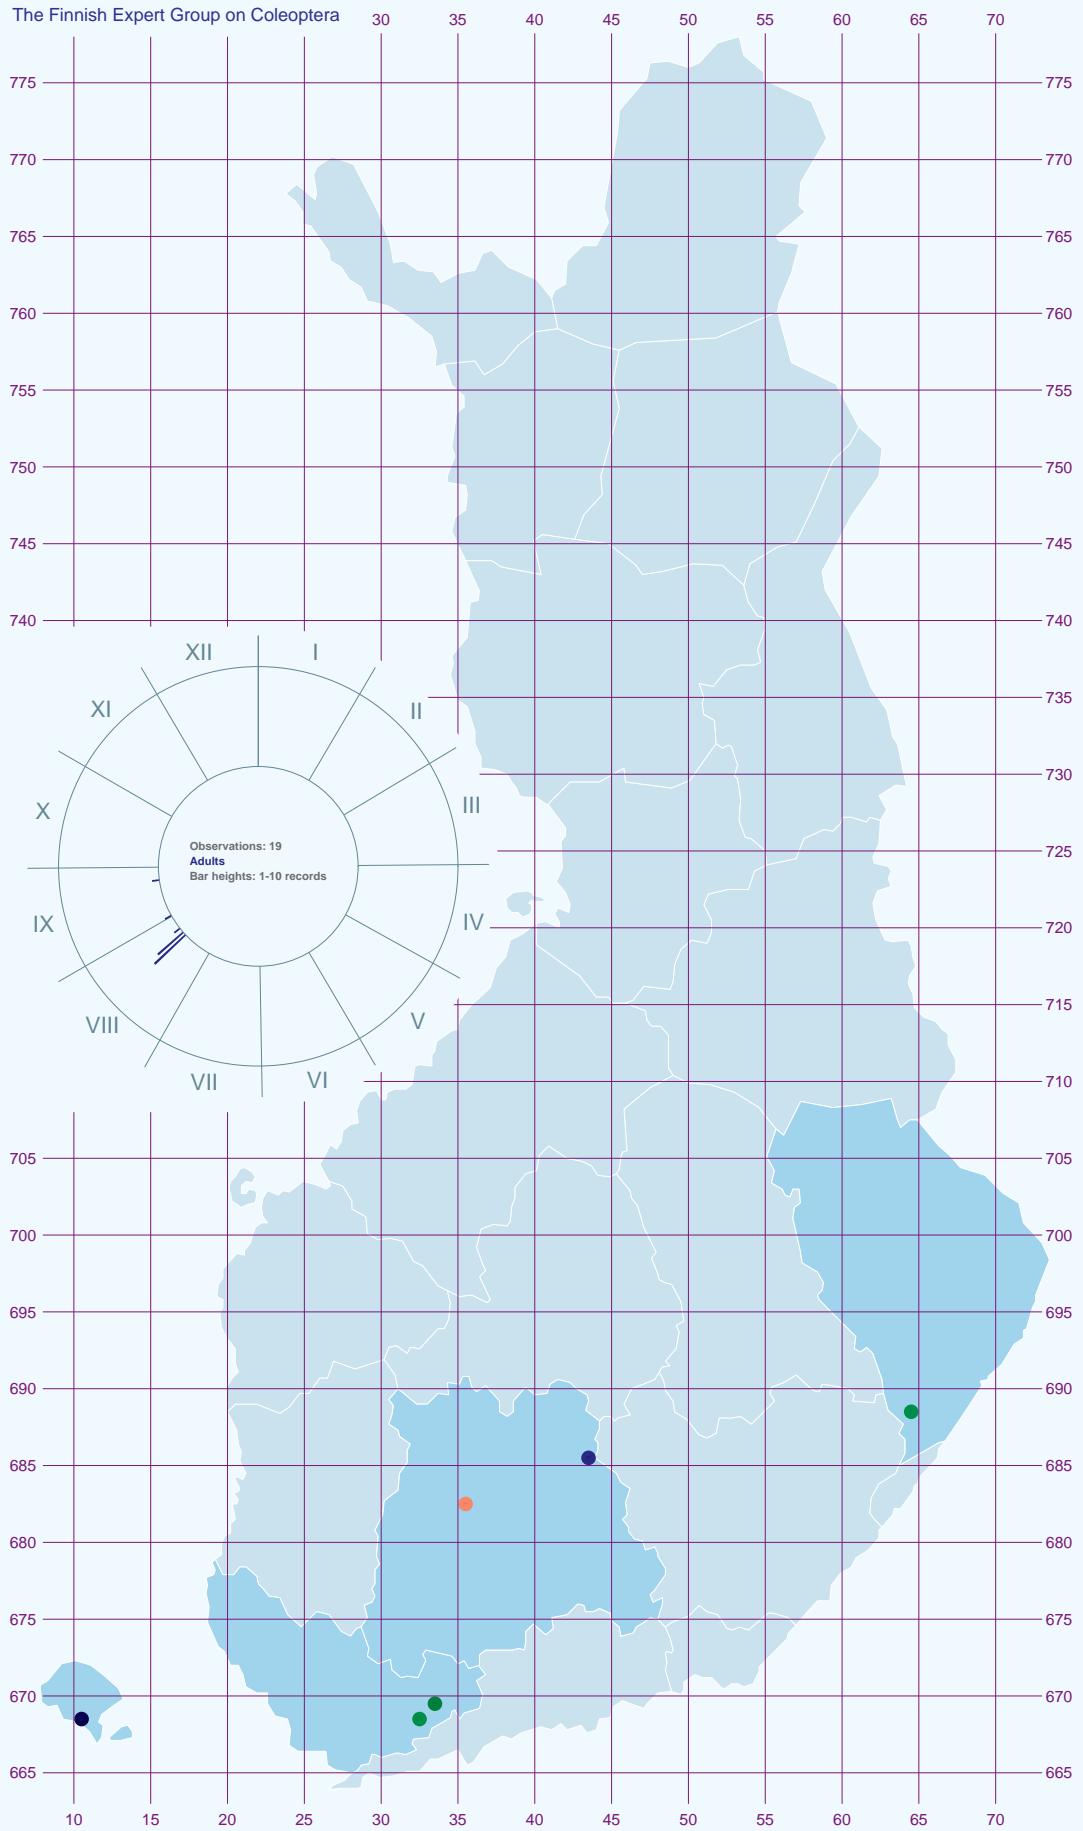 The Finnish Expert Group on Coleoptera
30 35 40 45 50 55 60 65 70
775 775
770 770
765 765
760 760
755 755
750 750
745 745
740 740
735
730
725
720
715
710
XII I
XI II
X III
IX IV
VIII V
VII VI
Observations: 19
Adults
Bar heights: 1-10 records
705 705
700 700
695 695
690 690
685 685
680 680
675 675
670 670
665 665
10 15 20 25 30 35 40 45 50 55 60 65 70